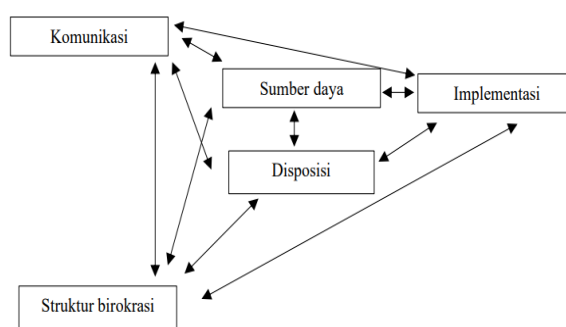 Komunikasi
Sumber daya
Implementasi
Disposisi
Struktur birokrasi